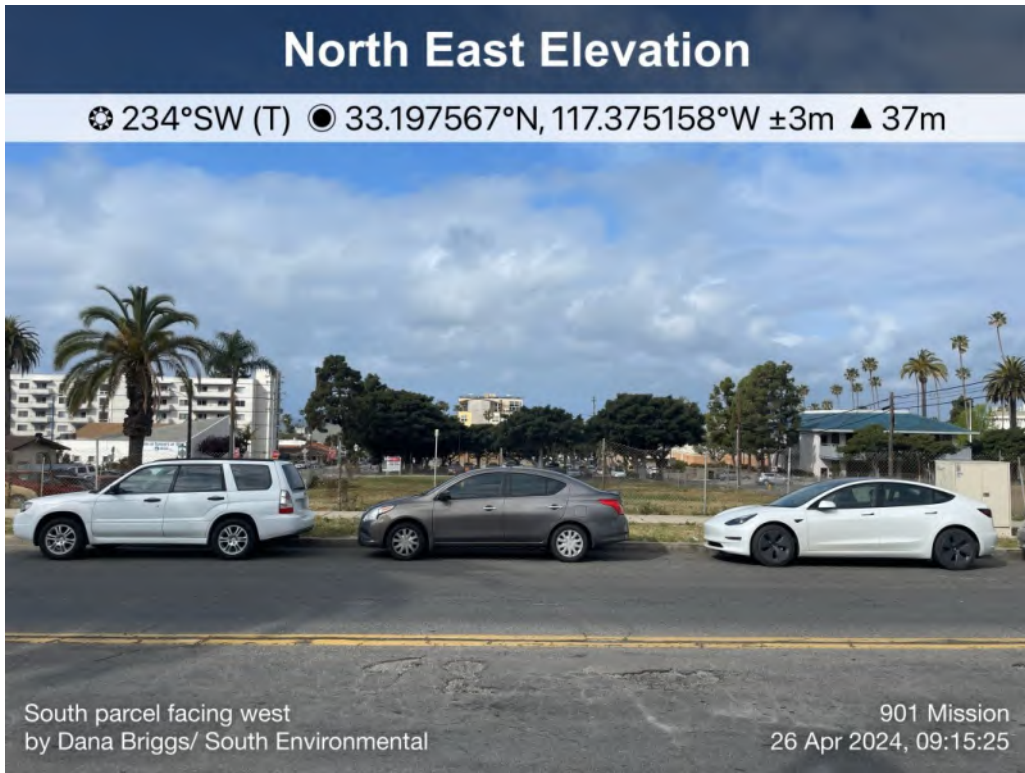 North East Elevation
234°SW (T) 33.197567°N, 117.375158°W ±3m ▲ 37m
South parcel facing west
by Dana Briggs/ South Environmental
901 Mission
26 Apr 2024, 09:15:25